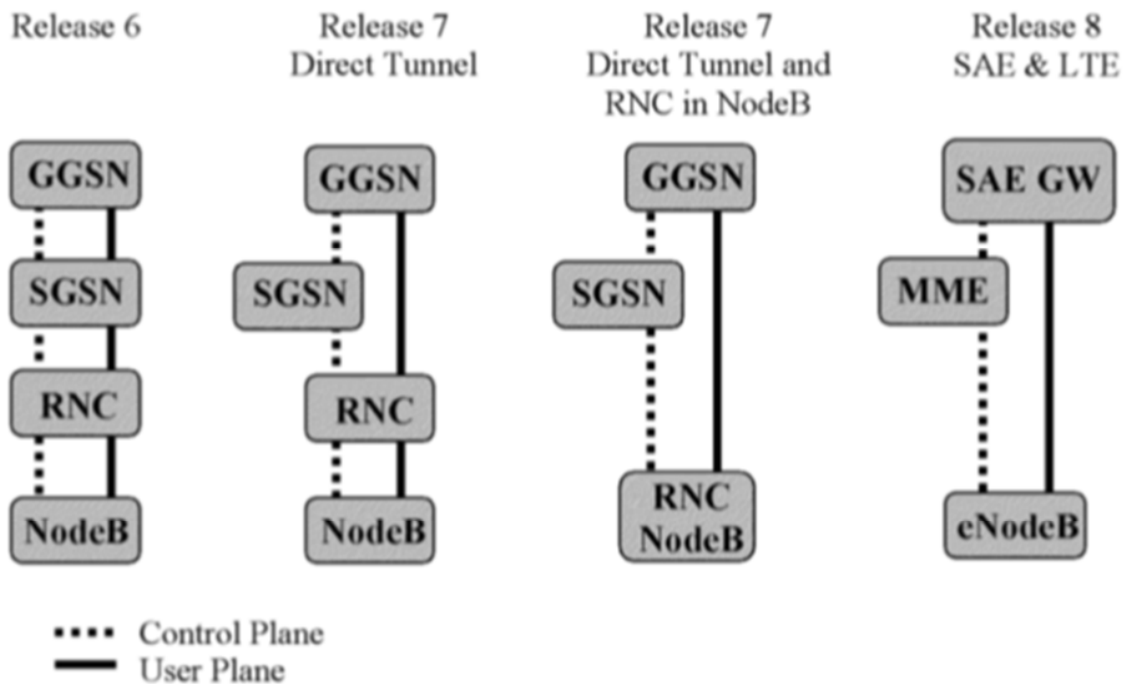 Release 6
Release 7
Direct Tunnel
Release 7
Direct Tunnel and
RNC in NodeB
Release 8
SAE & LTE
GGSN
SGSN
RNC
NodeB
GGSN
SGSN
RNC
NodeB
GGSN
SGSN
RNC
NodeB
SAE GW
MME
eNodeB
Control Plane
User Plane